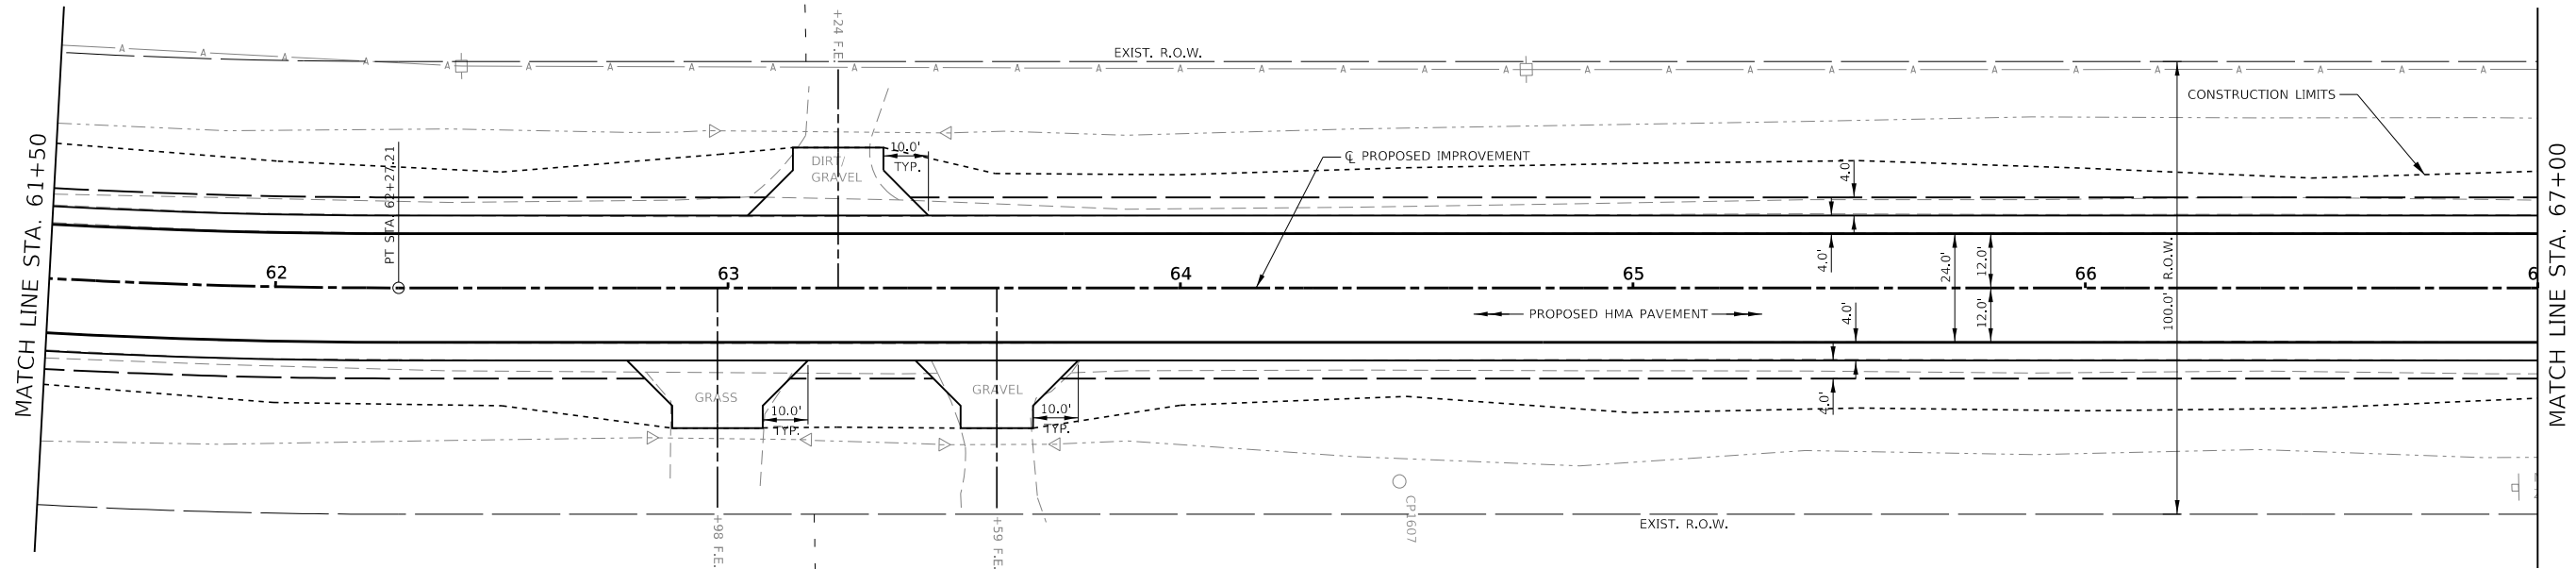 MATCH LINE STA. 61+50
+24 F.E.
EXIST. R.O.W.
A A A A A A A A A A A A A A A A A A A A A A A A A A A A A A
CONSTRUCTION LIMITS
PT STA. 62+27.21
DIRT/
GRAVEL
10.0'
TYP.
℄ PROPOSED IMPROVEMENT
4.0'
4.0'
62
63
64
65
66
6
24.0'
12.0'
12.0'
100.0' R.O.W.
PROPOSED HMA PAVEMENT
4.0'
4.0'
GRASS
10.0'
TYP.
GRAVEL
10.0'
TYP.
+98 F.E.
+59 F.E.
CP1607
EXIST. R.O.W.
MATCH LINE STA. 67+00